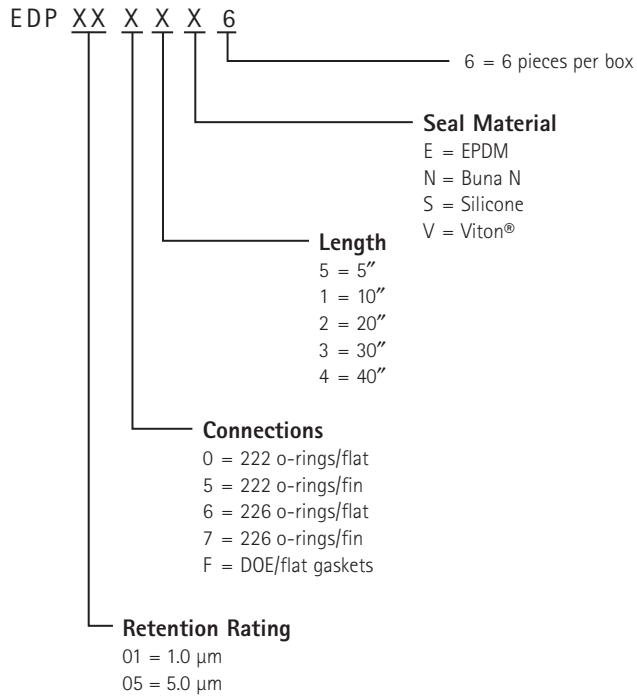 EDP XX X X X 6
6 = 6 pieces per box
Seal Material
E = EPDM
N = Buna N
S = Silicone
V = Viton®
Length
5 = 5″
1 = 10″
2 = 20″
3 = 30″
4 = 40″
Connections
0 = 222 o-rings/flat
5 = 222 o-rings/fin
6 = 226 o-rings/flat
7 = 226 o-rings/fin
F = DOE/flat gaskets
Retention Rating
01 = 1.0 µm
05 = 5.0 µm